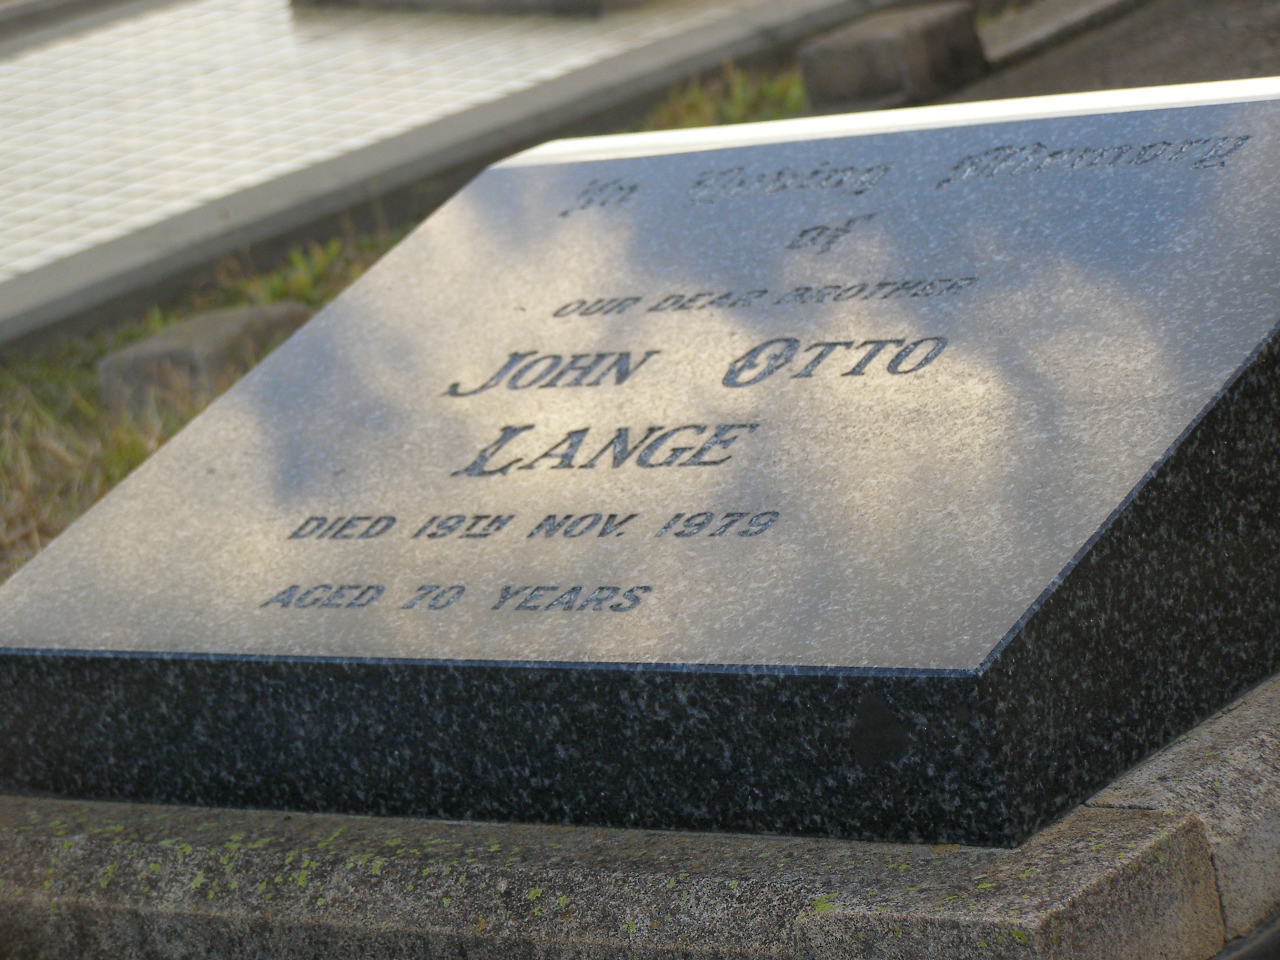 In Loving Memory
of
OUR DEAR BROTHER
JOHN OTTO
LANGE
DIED 19TH NOV. 1979
AGED 70 YEARS